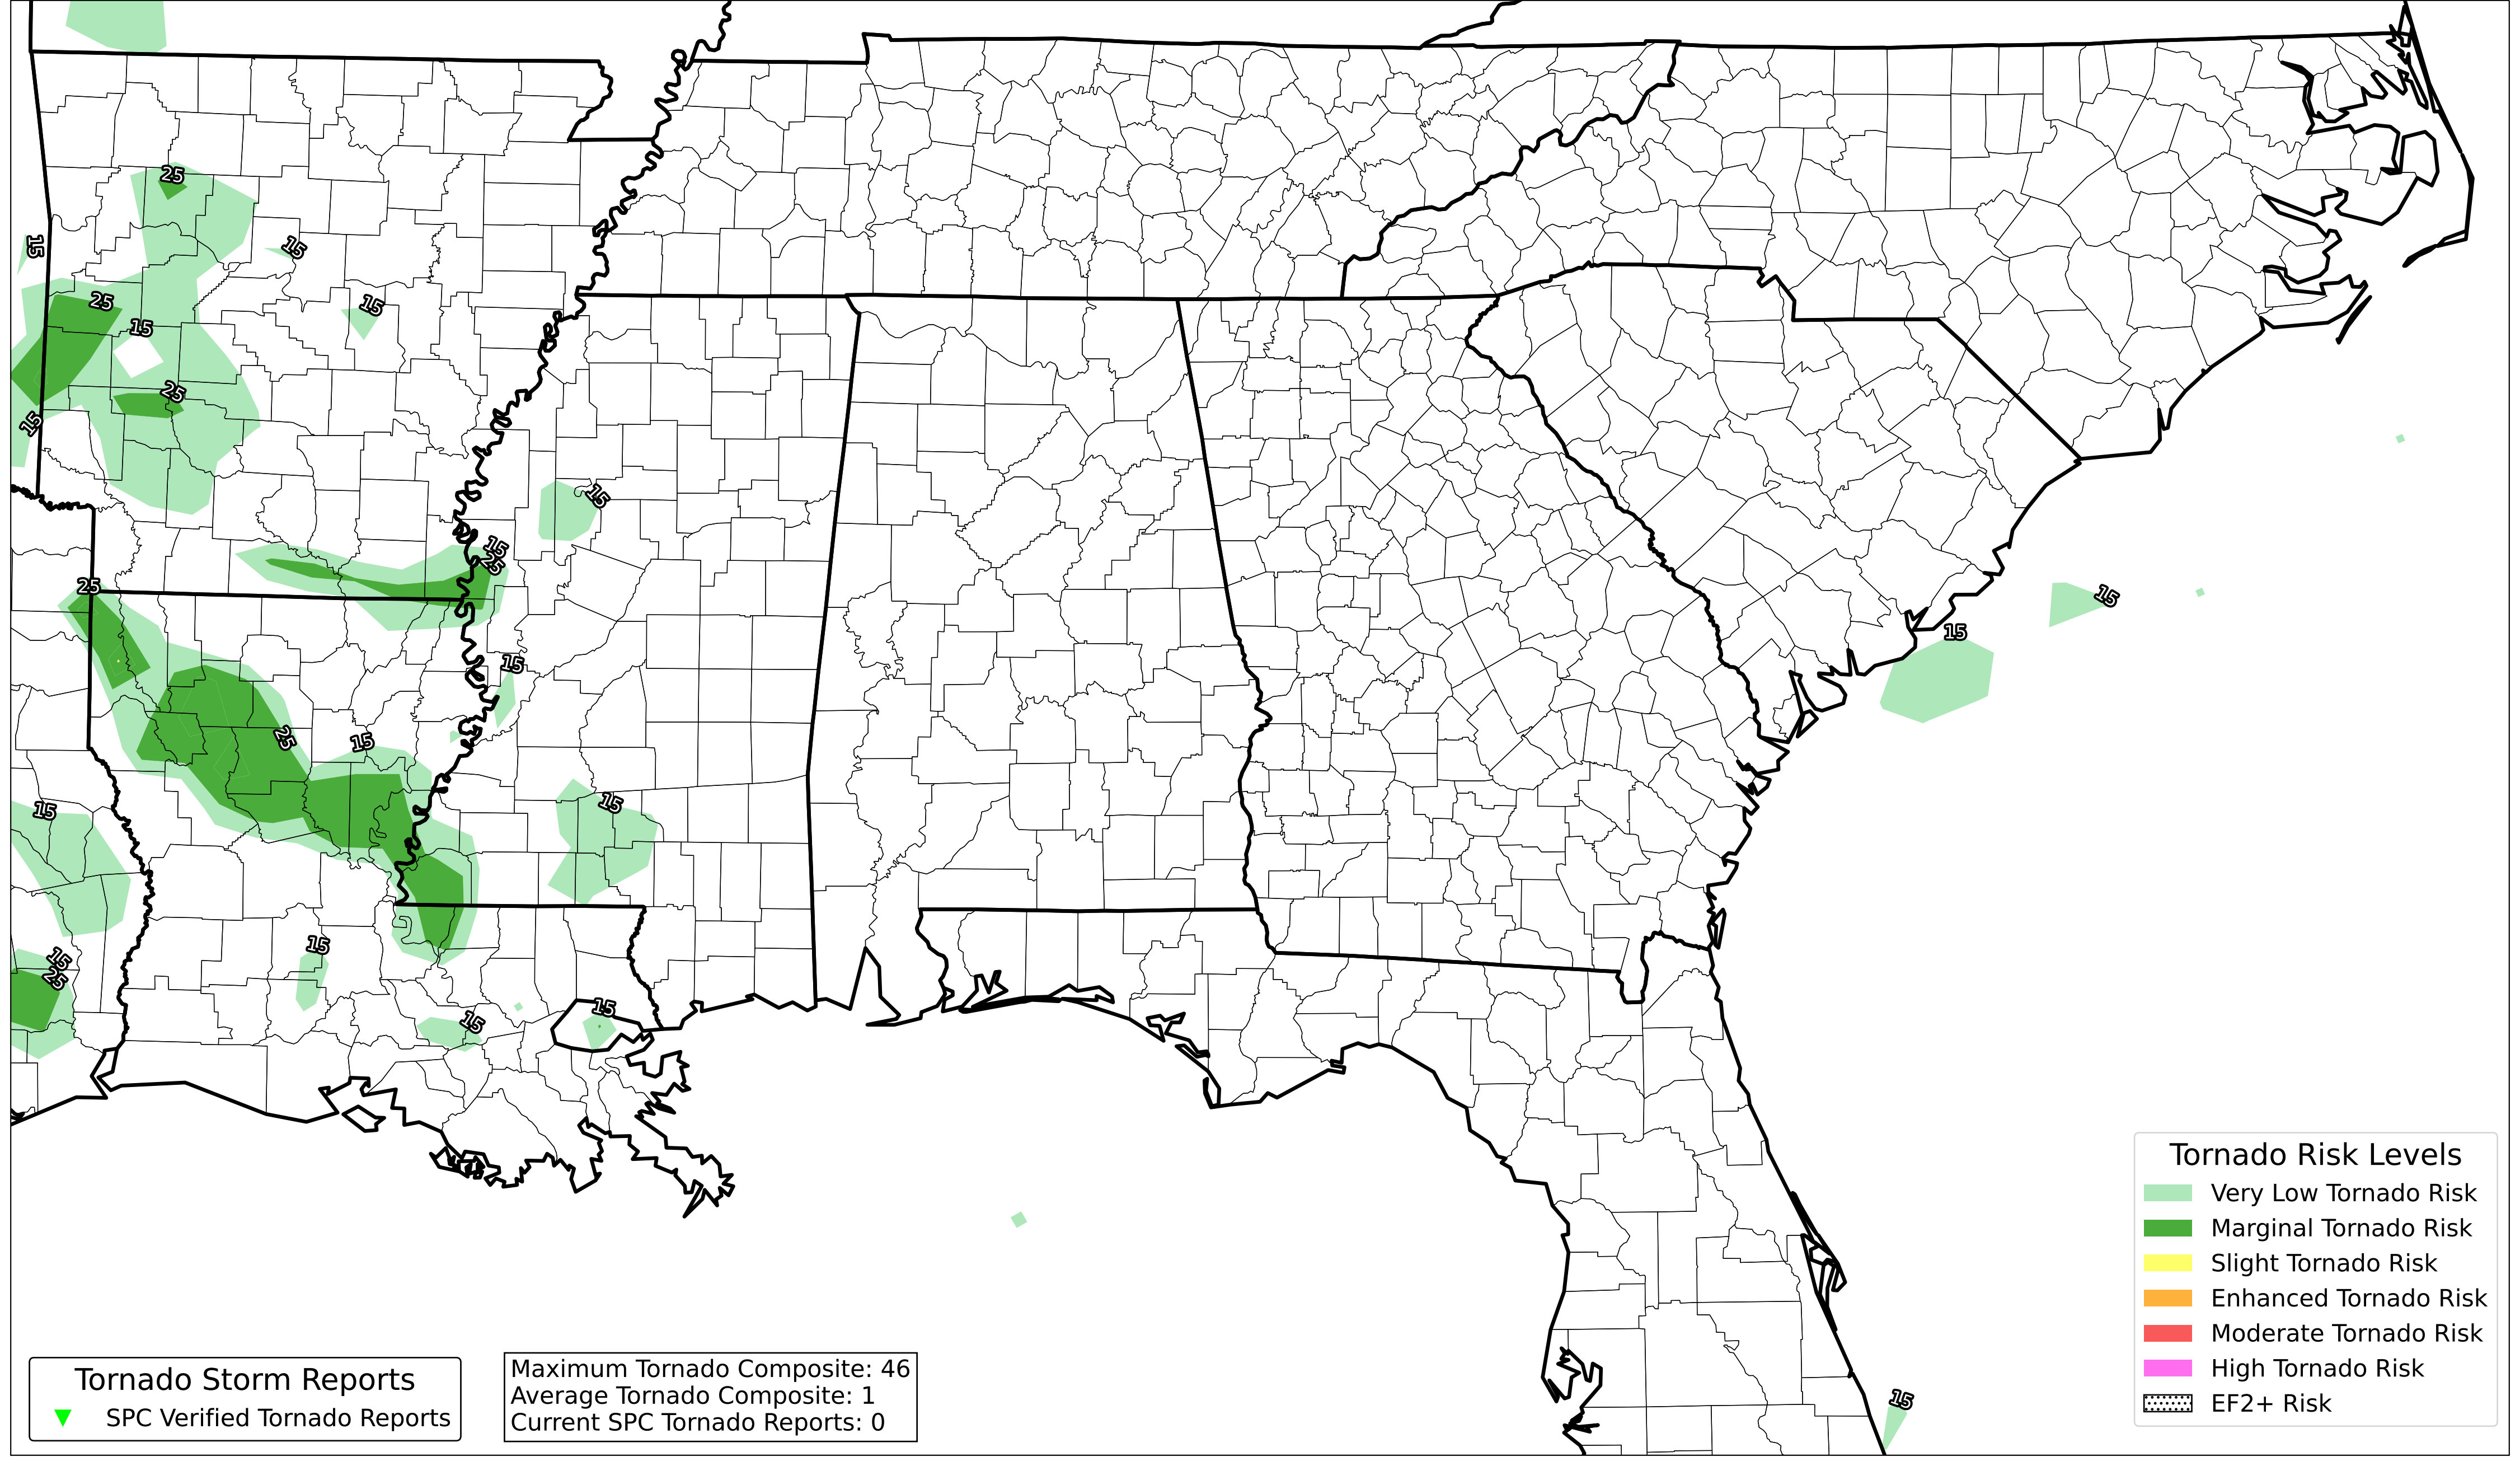 25
15
15
25
15
15
25
15
15
15
25
25
15
15
15
15
25
15
15
15
15
25
15
15
15
Tornado Risk Levels
Very Low Tornado Risk
Marginal Tornado Risk
Slight Tornado Risk
Enhanced Tornado Risk
Moderate Tornado Risk
High Tornado Risk
EF2+ Risk
Tornado Storm Reports
SPC Verified Tornado Reports
Maximum Tornado Composite: 46
Average Tornado Composite: 1
Current SPC Tornado Reports: 0
15